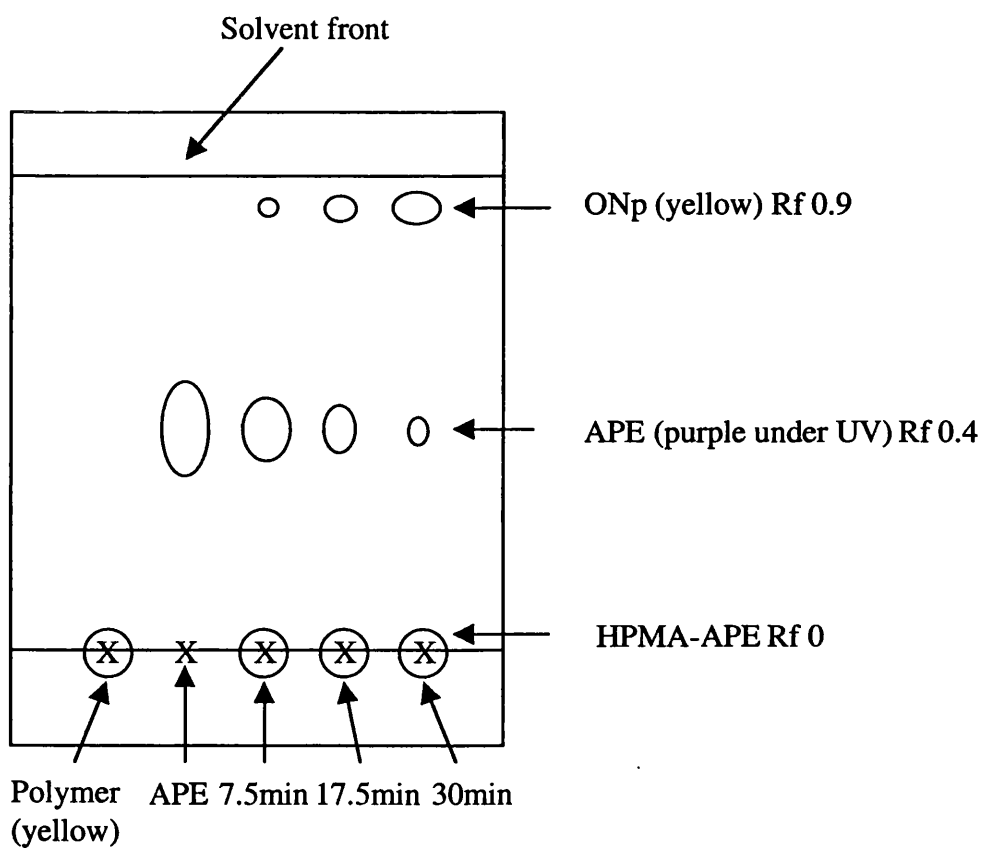 Solvent front
ONp (yellow) Rf 0.9
APE (purple under UV) Rf 0.4
HPMA-APE Rf 0
X X X X X
Polymer APE 7.5min 17.5min 30min
(yellow)